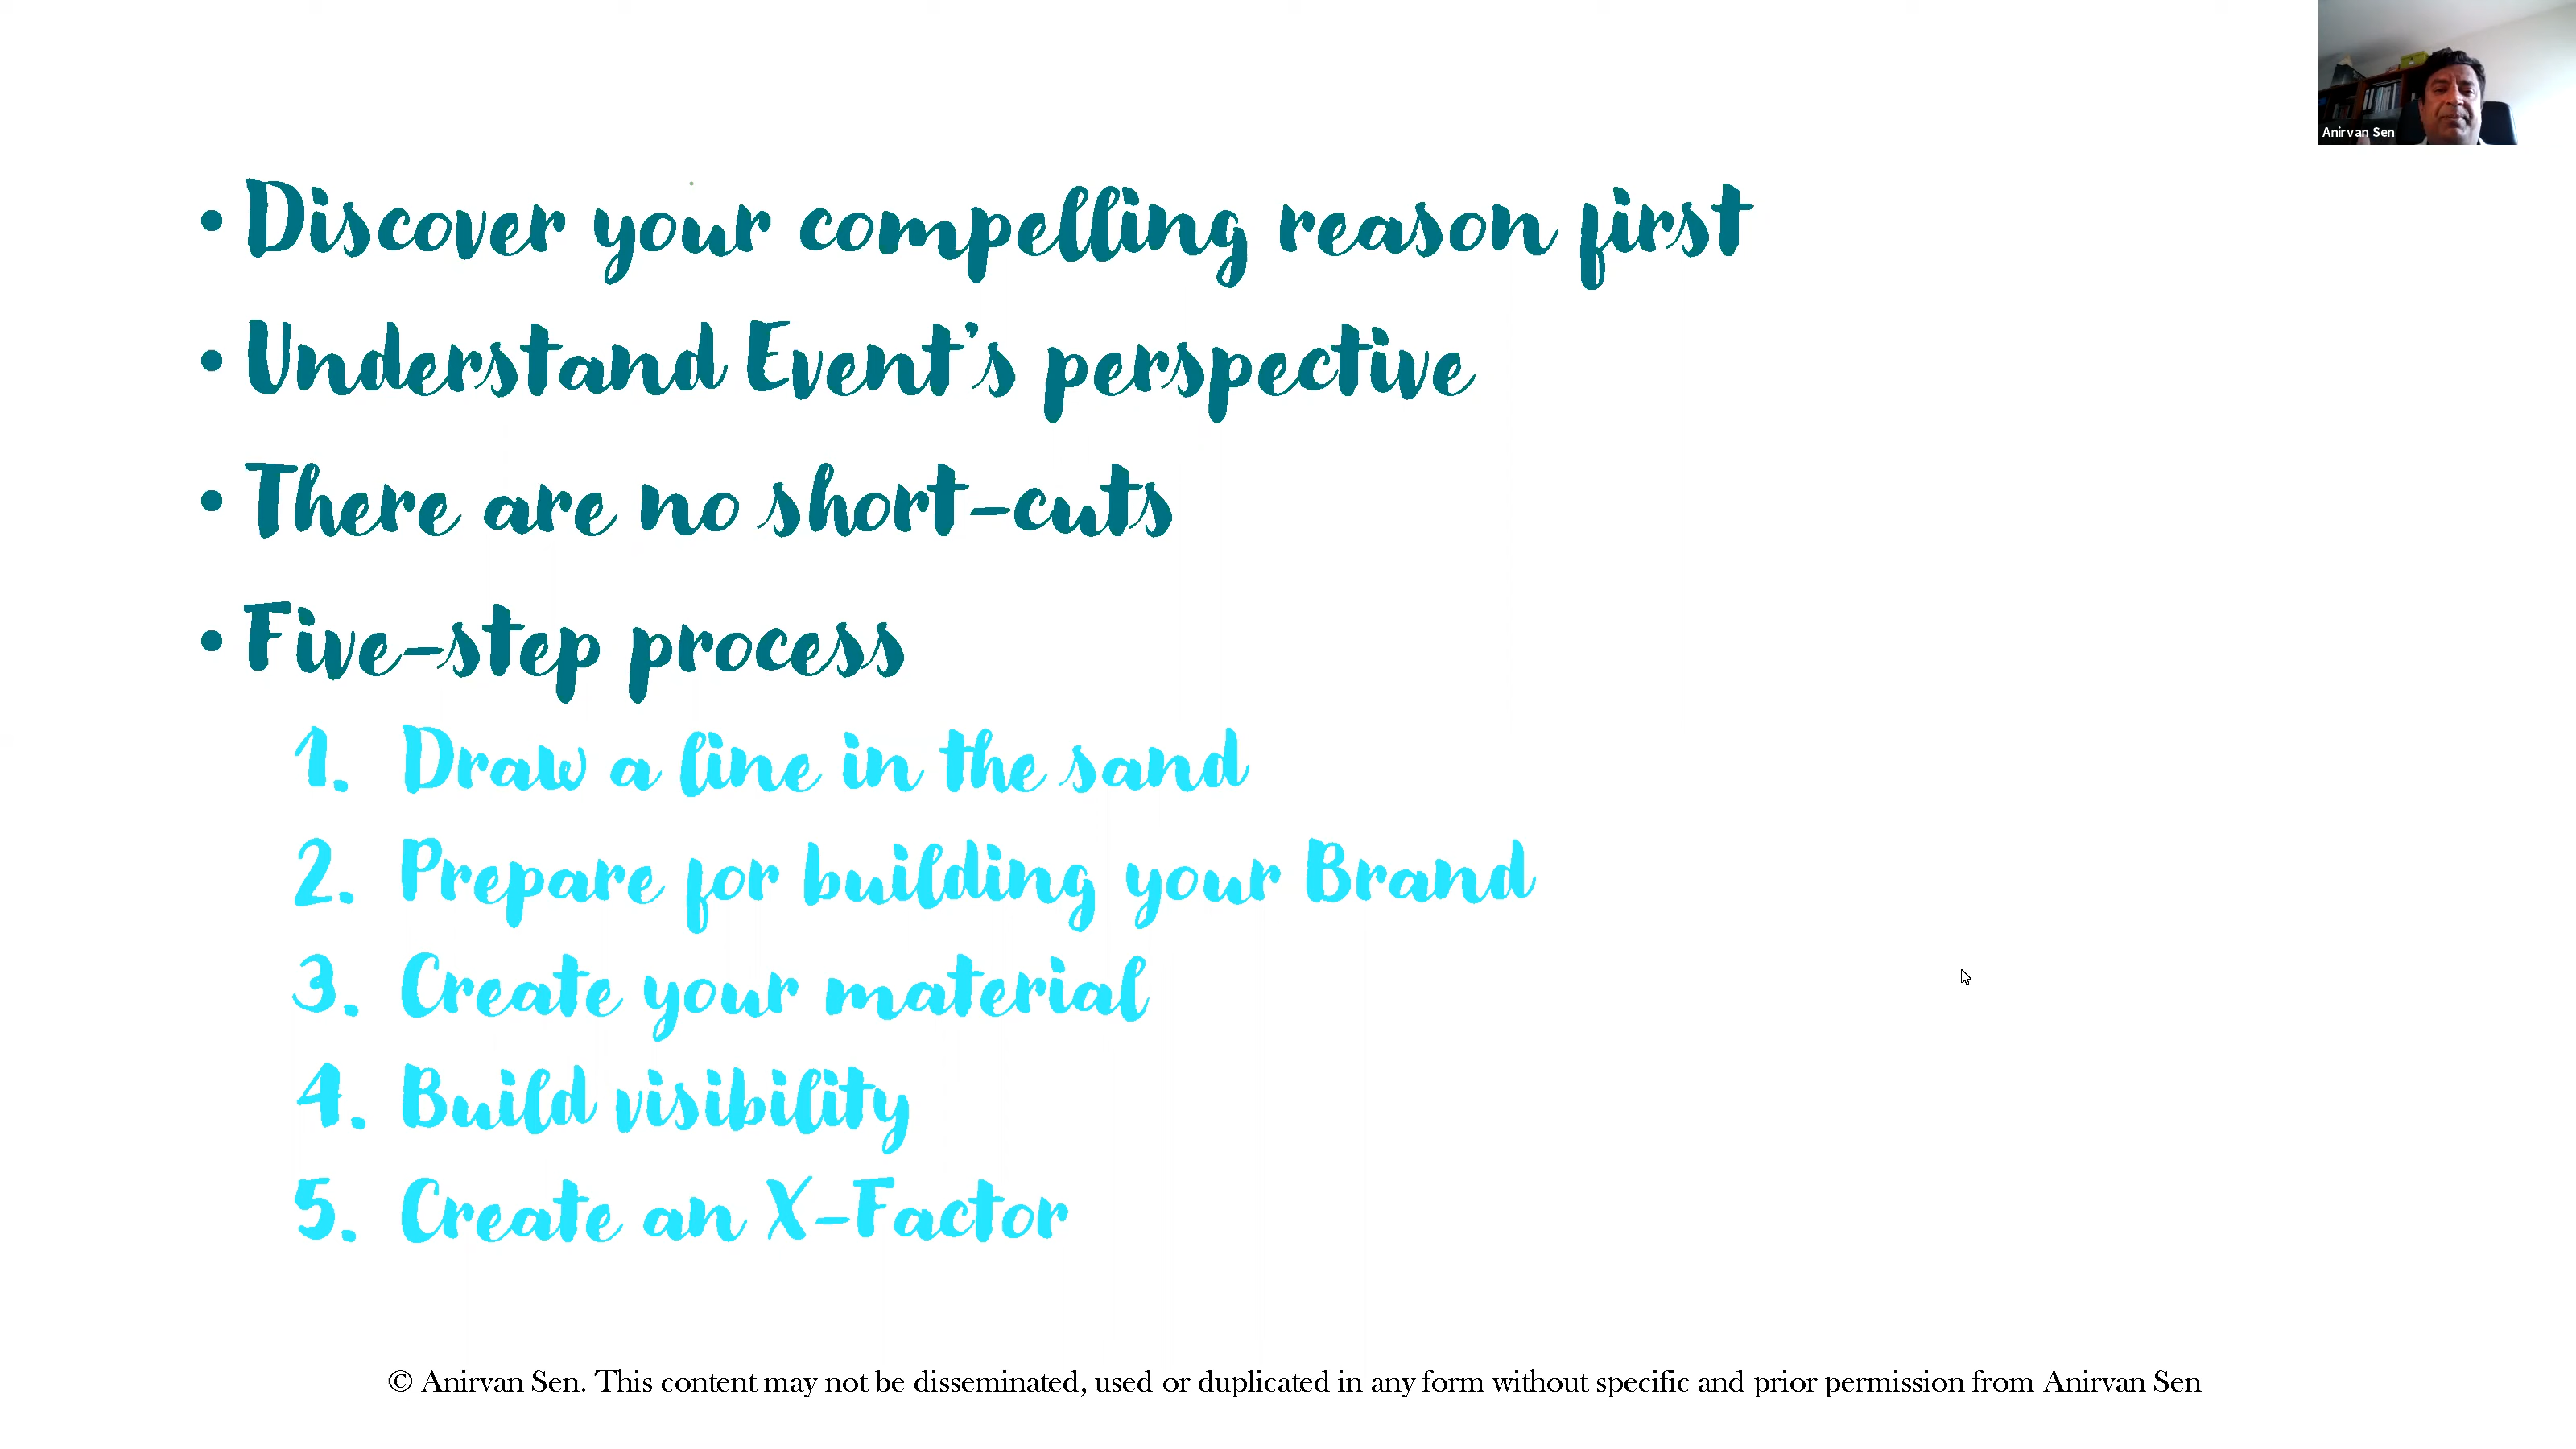 Anirvan Sen
• Discover your compelling reason first
• Understand Event's perspective
• There are no short-cuts
• Five-step process
1. Draw a line in the sand
2. Prepare for building your Brand
3. Create your material
4. Build visibility
5. Create an X-Factor
© Anirvan Sen. This content may not be disseminated, used or duplicated in any form without specific and prior permission from Anirvan Sen